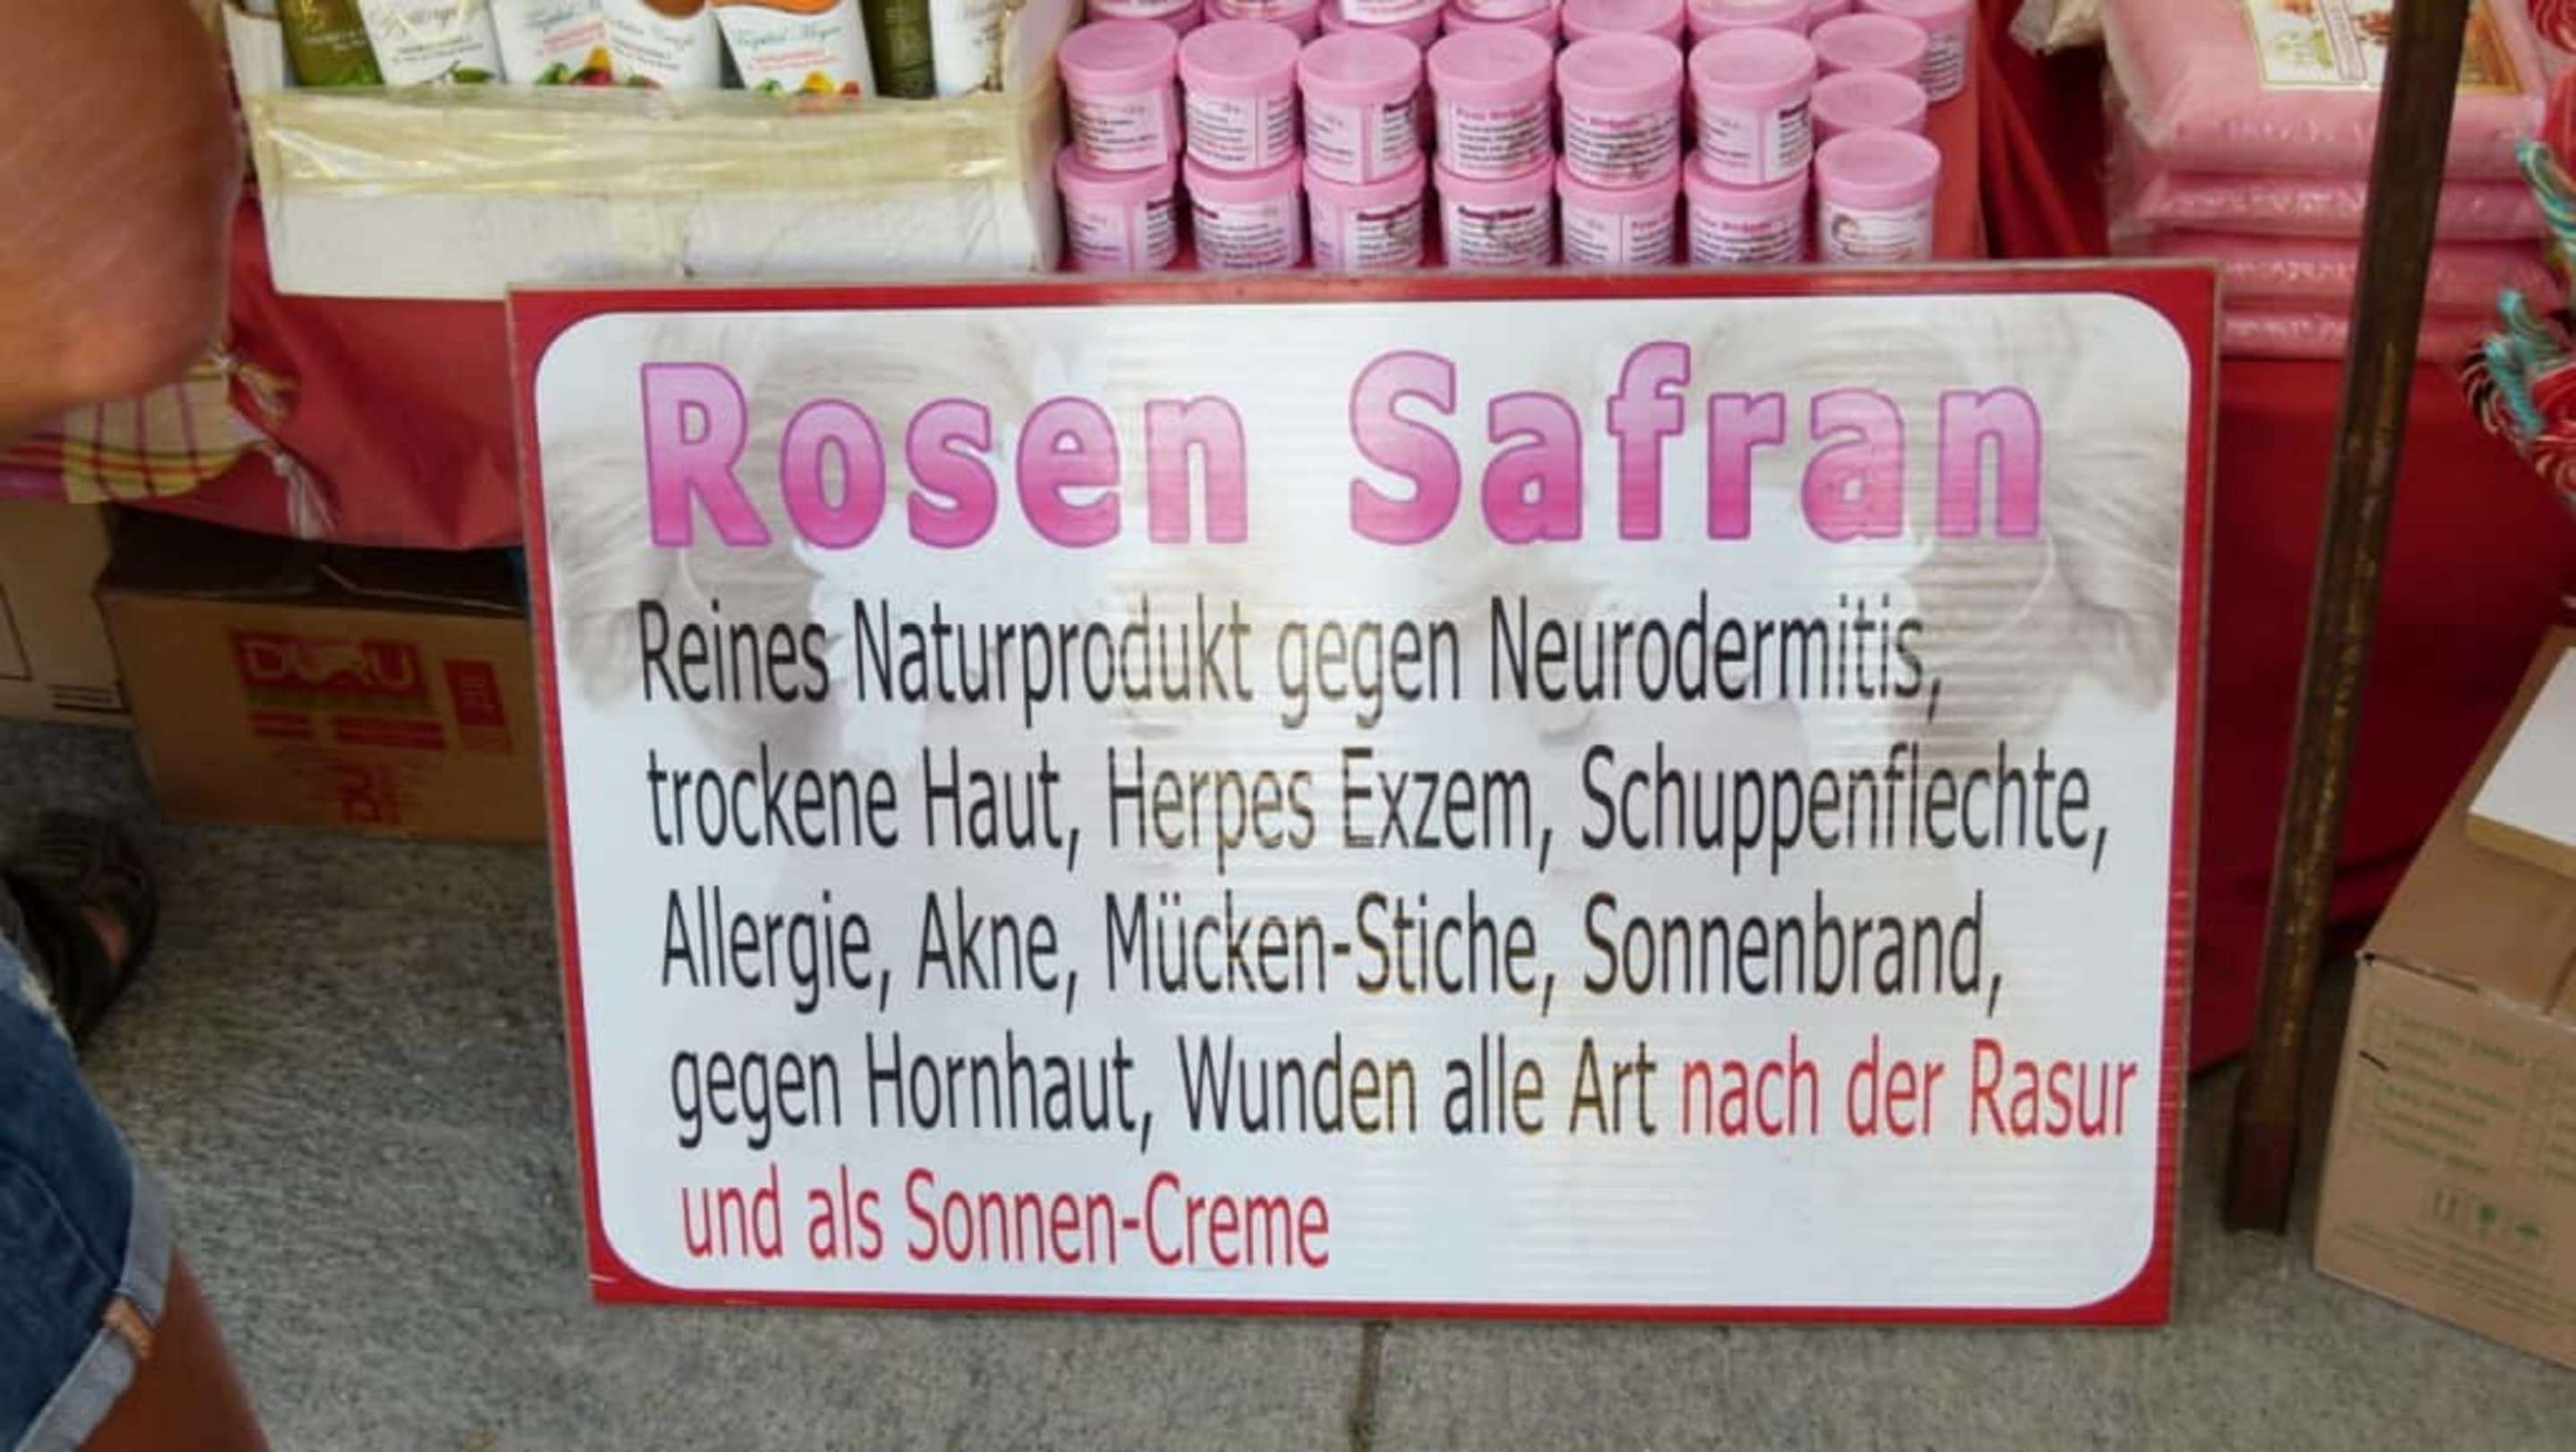 Rosen Safran
Reines Naturprodukt gegen Neurodermitis,
trockene Haut, Herpes Exzem, Schuppenflechte,
Allergie, Akne, Mücken-Stiche, Sonnenbrand,
gegen Hornhaut, Wunden alle Art nach der Rasur
und als Sonnen-Creme
DURU